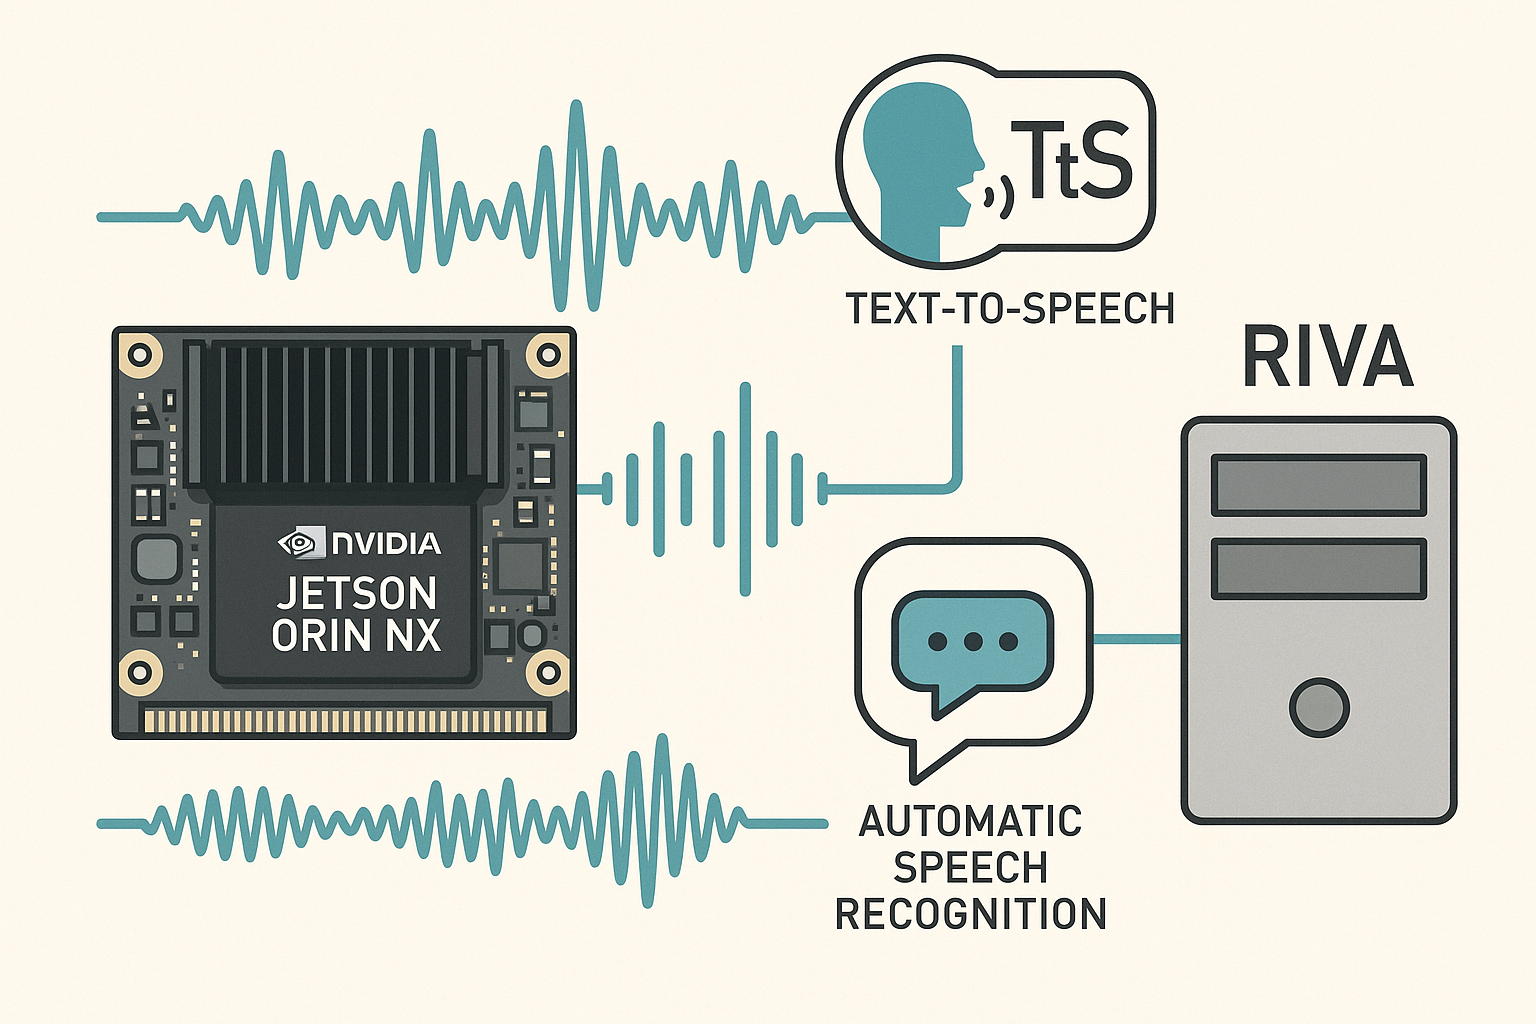 TtS
TEXT-TO-SPEECH
RIVA
NVIDIA
JETSON
ORIN NX
AUTOMATIC
SPEECH
RECOGNITION